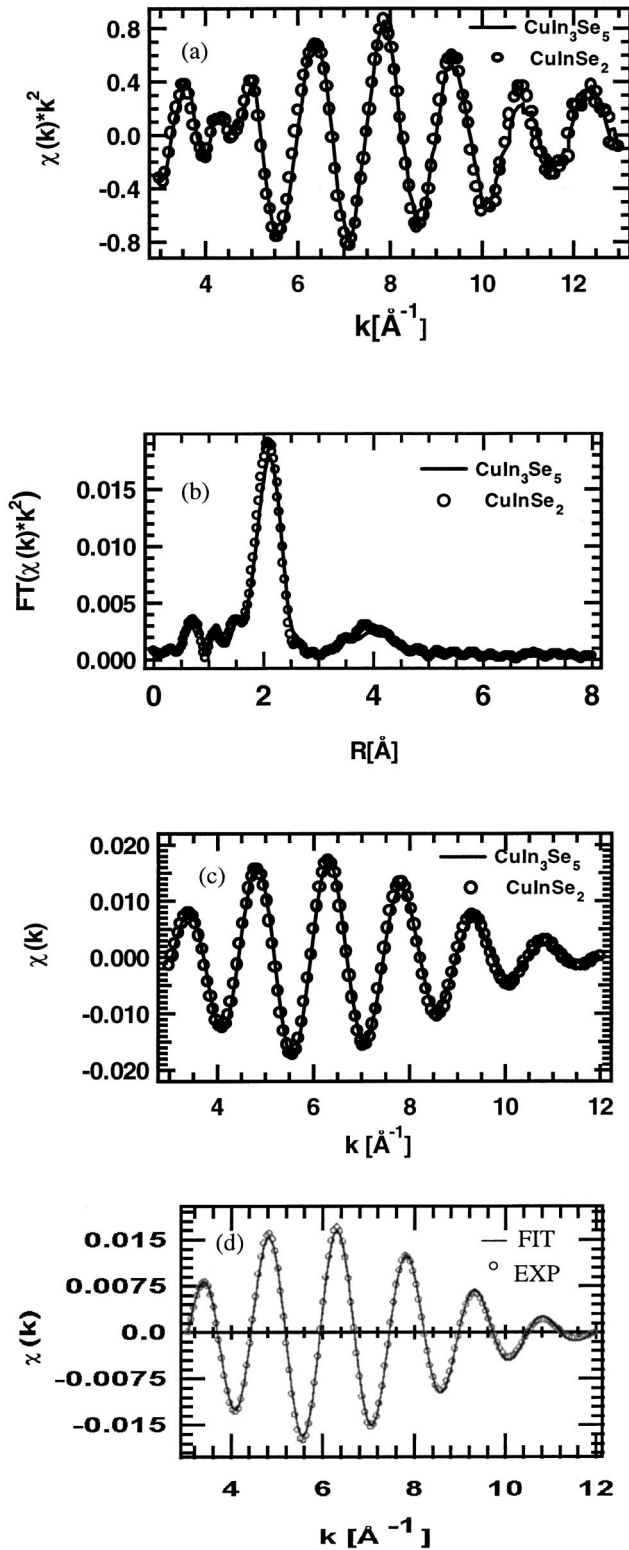 (a)
CuIn₃Se₅
CuInSe₂
0.8
0.4
0.0
-0.4
-0.8
χ(k)*k²
4 6 8 10 12
k[Å⁻¹]
(b)
CuIn₃Se₅
CuInSe₂
0.015
0.010
0.005
0.000
FT(χ(k)*k²)
0 2 4 6 8
R[Å]
(c)
CuIn₃Se₅
CuInSe₂
0.020
0.010
0.000
-0.010
-0.020
χ(k)
4 6 8 10 12
k [Å⁻¹]
(d)
FIT
EXP
0.015
0.0075
0.0
-0.0075
-0.015
χ(k)
4 6 8 10 12
k [Å⁻¹]